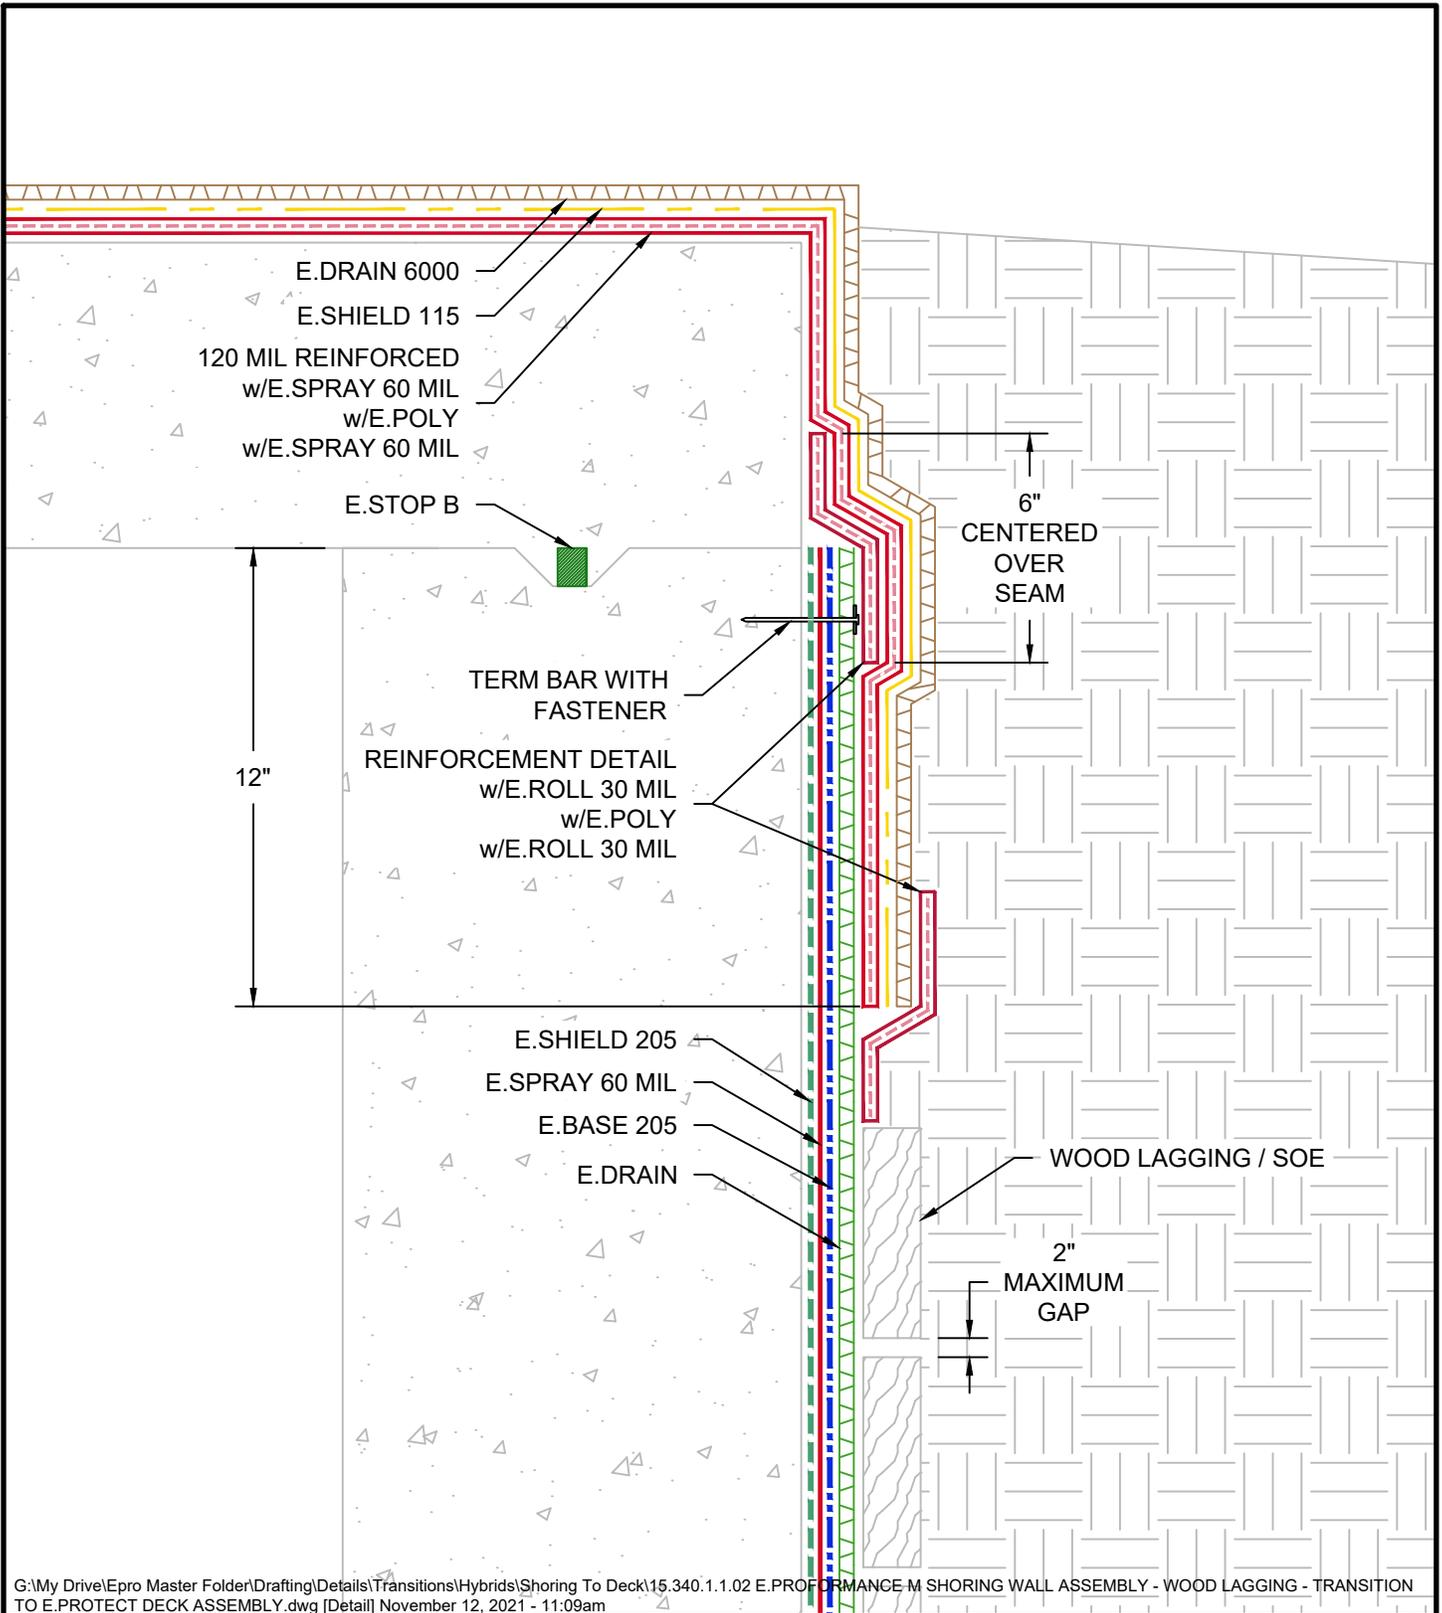 E.DRAIN 6000
E.SHIELD 115
120 MIL REINFORCED
w/E.SPRAY 60 MIL
w/E.POLY
w/E.SPRAY 60 MIL
E.STOP B
6"
CENTERED
OVER
SEAM
TERM BAR WITH
FASTENER
REINFORCEMENT DETAIL
w/E.ROLL 30 MIL
w/E.POLY
w/E.ROLL 30 MIL
12"
E.SHIELD 205
E.SPRAY 60 MIL
E.BASE 205
E.DRAIN
WOOD LAGGING / SOE
2"
MAXIMUM
GAP
G:\My Drive\Epro Master Folder\Drafting\Details\Transitions\Hybrids\Shoring To Deck\15.340.1.1.02 E.PROFORMANCE M SHORING WALL ASSEMBLY - WOOD LAGGING - TRANSITION
TO E.PROTECT DECK ASSEMBLY.dwg [Detail] November 12, 2021 - 11:09am